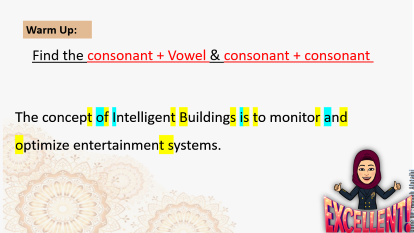 Warm Up:
Find the consonant + Vowel & consonant + consonant
The concept of Intelligent Buildings is to monitor and
optimize entertainment systems.
EXCELLENT!